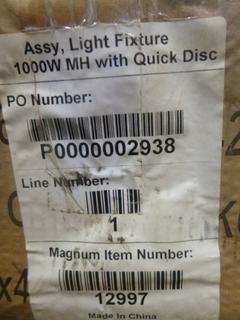 Assy, Light Fixture
1000W MH with Quick Disc
PO Number:
P0000002938
Line Number:
1
Magnum Item Number:
12997
Made In China